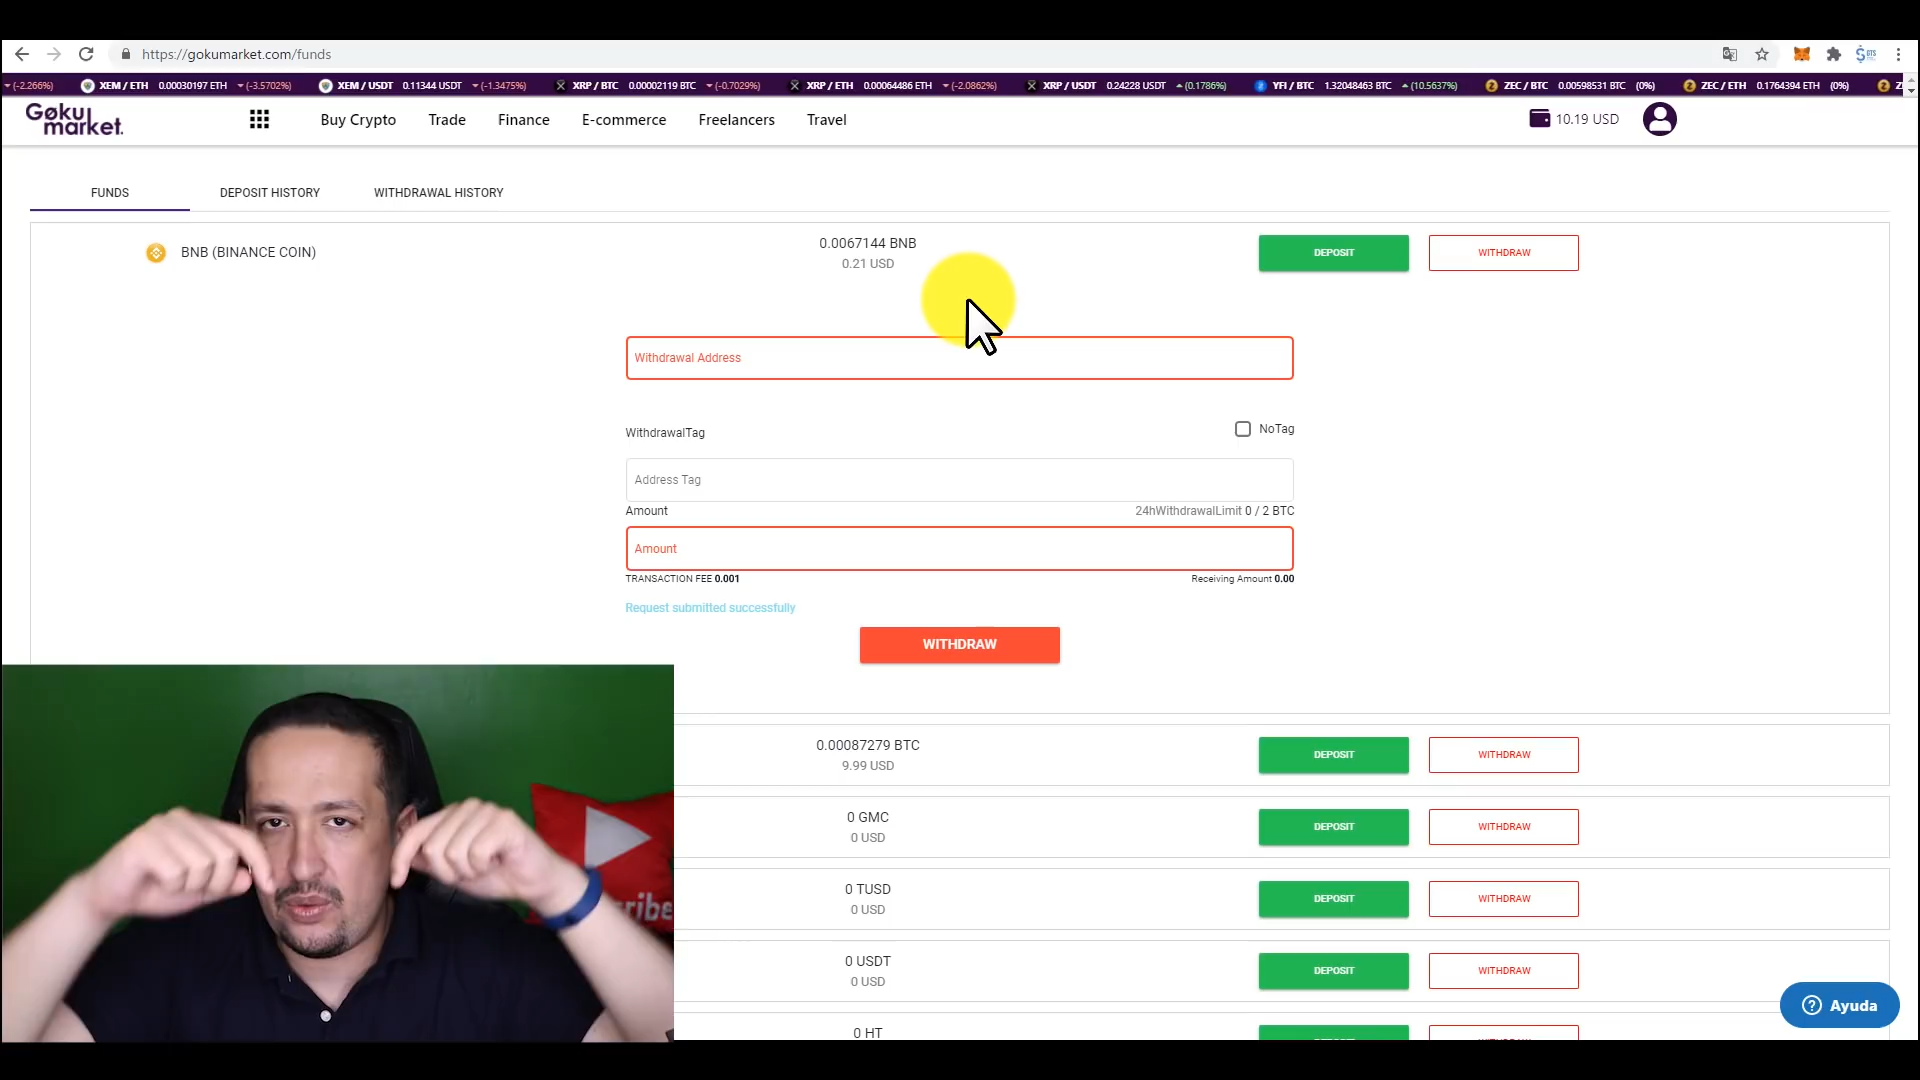 https://gokumarket.com/funds
(-2.266%) XEM / ETH 0.00030197 ETH (-3.5702%) XEM / USDT 0.11344 USDT (-1.3475%) XRP / BTC 0.00002119 BTC (-0.7029%) XRP / ETH 0.00064486 ETH (-2.0862%) XRP / USDT 0.24228 USDT (0.1786%) YFI / BTC 1.32048463 BTC (10.5637%) ZEC / BTC 0.00598531 BTC (0%) ZEC / ETH 0.1764394 ETH (0%)
Gøku
market.
Buy Crypto Trade Finance E-commerce Freelancers Travel 10.19 USD
FUNDS DEPOSIT HISTORY WITHDRAWAL HISTORY
BNB (BINANCE COIN) 0.0067144 BNB DEPOSIT WITHDRAW
0.21 USD
Withdrawal Address
WithdrawalTag NoTag
Address Tag
Amount 24hWithdrawalLimit 0 / 2 BTC
Amount
TRANSACTION FEE 0.001 Receiving Amount 0.00
Request submitted successfully
WITHDRAW
0.00087279 BTC DEPOSIT WITHDRAW
9.99 USD
0 GMC DEPOSIT WITHDRAW
0 USD
0 TUSD DEPOSIT WITHDRAW
0 USD
0 USDT DEPOSIT WITHDRAW
0 USD
Ayuda
0 HT